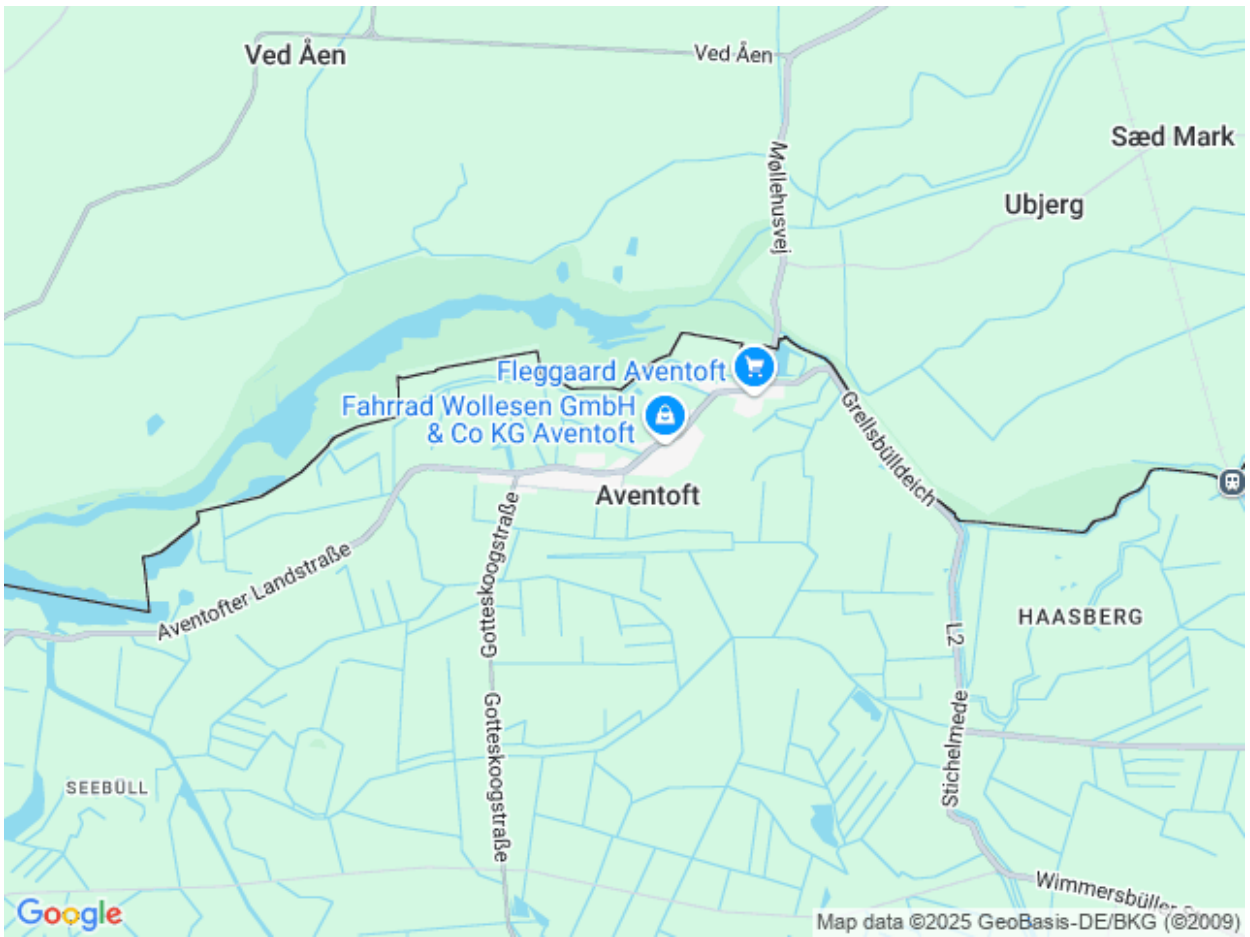 Ved Åen
Ved Åen
Sæd Mark
Møllehusvej
Ubjerg
Fleggaard Aventoft
Fahrrad Wollesen GmbH
& Co KG Aventoft
Grellsbülldeich
Aventoft
Gotteskoogstraße
Aventofter Landstraße
HAASBERG
L2
Gotteskoogstraße
Stichelmede
SEEBÜLL
Wimmersbüller
Google
Map data ©2025 GeoBasis-DE/BKG (©2009)